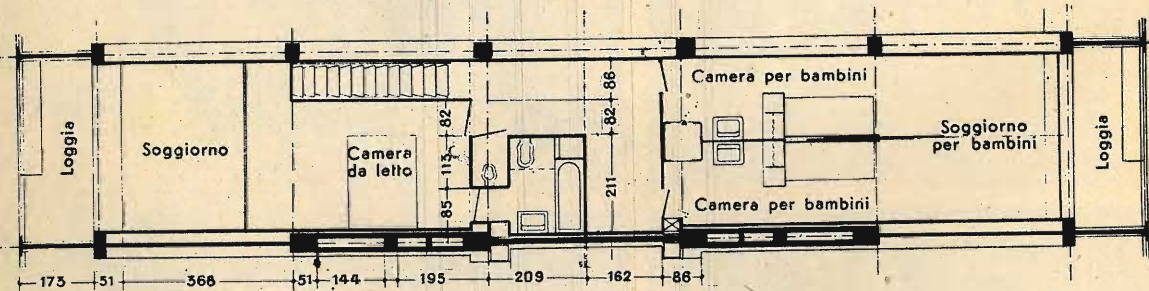 Loggia
Soggiorno
Camera
da letto
82
113
85
86
82
211
Camera per bambini
Camera per bambini
Soggiorno
per bambini
Loggia
173 51 366 51 144 195 209 162 86